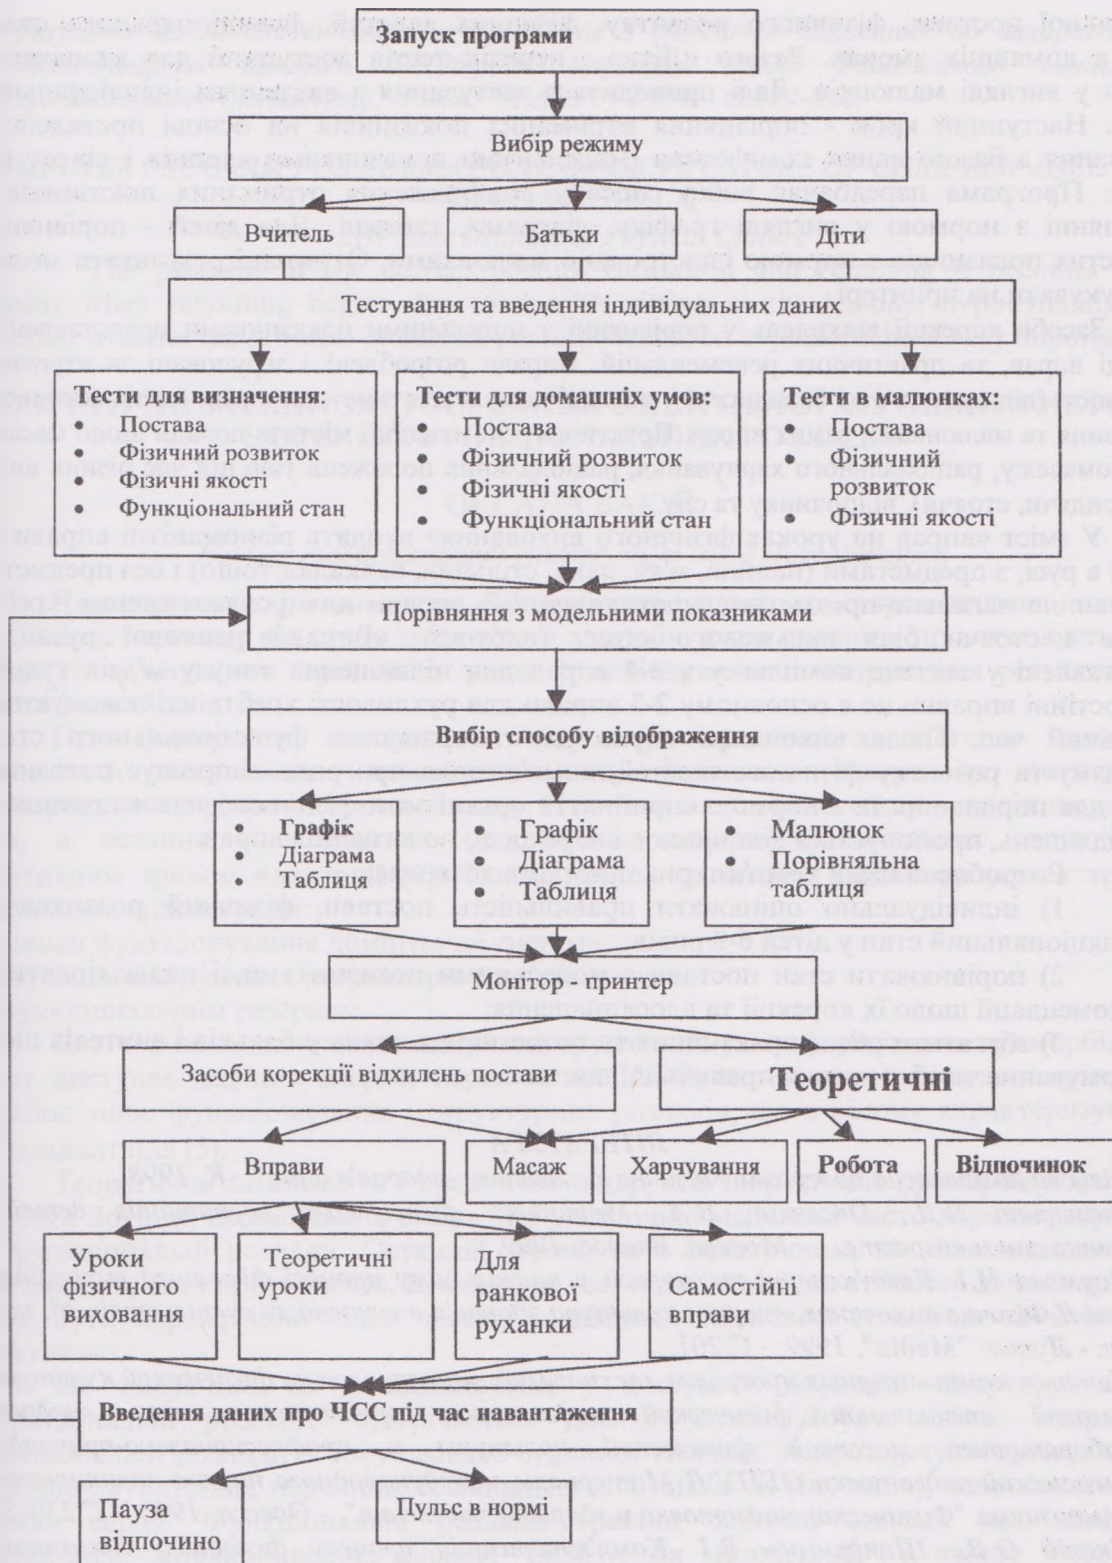 Запуск програми
Вибір режиму
Вчитель
Батьки
Діти
Тестування та введення індивідуальних даних
Тести для визначення:
• Постава
• Фізичний розвиток
• Фізичні якості
• Функціональний стан
Тести для домашніх умов:
• Постава
• Фізичний розвиток
• Фізичні якості
• Функціональний стан
Тести в малюнках:
• Постава
• Фізичний
розвиток
• Фізичні якості
Порівняння з модельними показниками
Вибір способу відображення
• Графік
• Діаграма
• Таблиця
• Графік
• Діаграма
• Таблиця
• Малюнок
• Порівняльна
таблиця
Монітор - принтер
Засоби корекції відхилень постави
Теоретичні
Вправи
Масаж
Харчування
Робота
Відпочинок
Уроки
фізичного
виховання
Теоретичні
уроки
Для
ранкової
руханки
Самостійні
вправи
Введення даних про ЧСС під час навантаження
Пауза
відпочино
Пульс в нормі